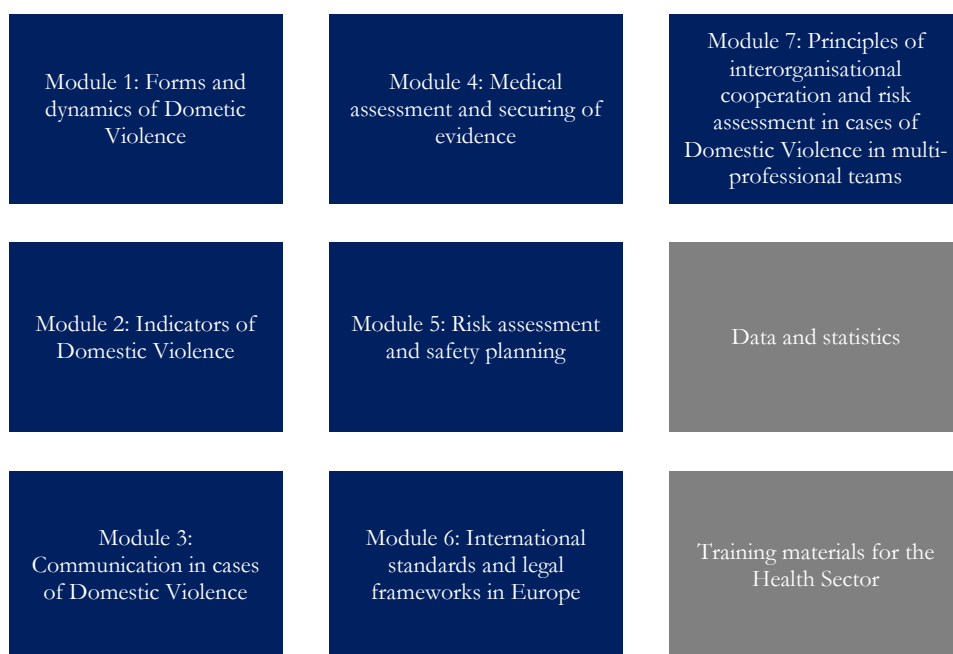 Module 1: Forms and
dynamics of Dometic
Violence
Module 2: Indicators of
Domestic Violence
Module 3:
Communication in cases
of Domestic Violence
Module 4: Medical
assessment and securing of
evidence
Module 5: Risk assessment
and safety planning
Module 6: International
standards and legal
frameworks in Europe
Module 7: Principles of
interorganisational
cooperation and risk
assessment in cases of
Domestic Violence in multi-
professional teams
Data and statistics
Training materials for the
Health Sector